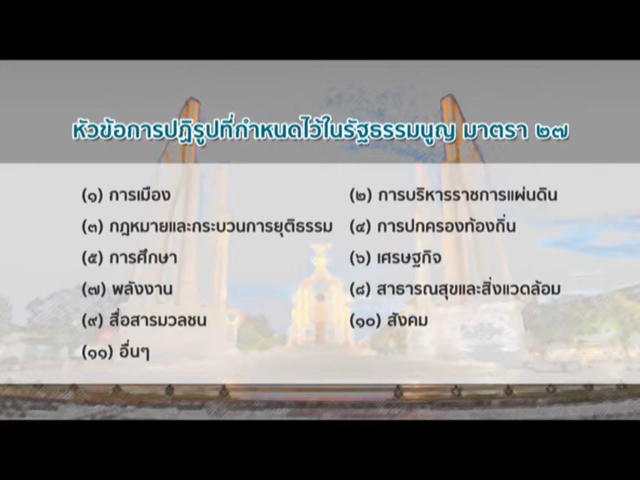 หัวข้อการปฏิรูปที่กำหนดไว้ในรัฐธรรมนูญ มาตรา ๒๗
(๑) การเมือง
(๒) การบริหารราชการแผ่นดิน
(๓) กฎหมายและกระบวนการยุติธรรม
(๔) การปกครองท้องถิ่น
(๕) การศึกษา
(๖) เศรษฐกิจ
(๗) พลังงาน
(๘) สาธารณสุขและสิ่งแวดล้อม
(๙) สื่อสารมวลชน
(๑๐) สังคม
(๑๑) อื่นๆ